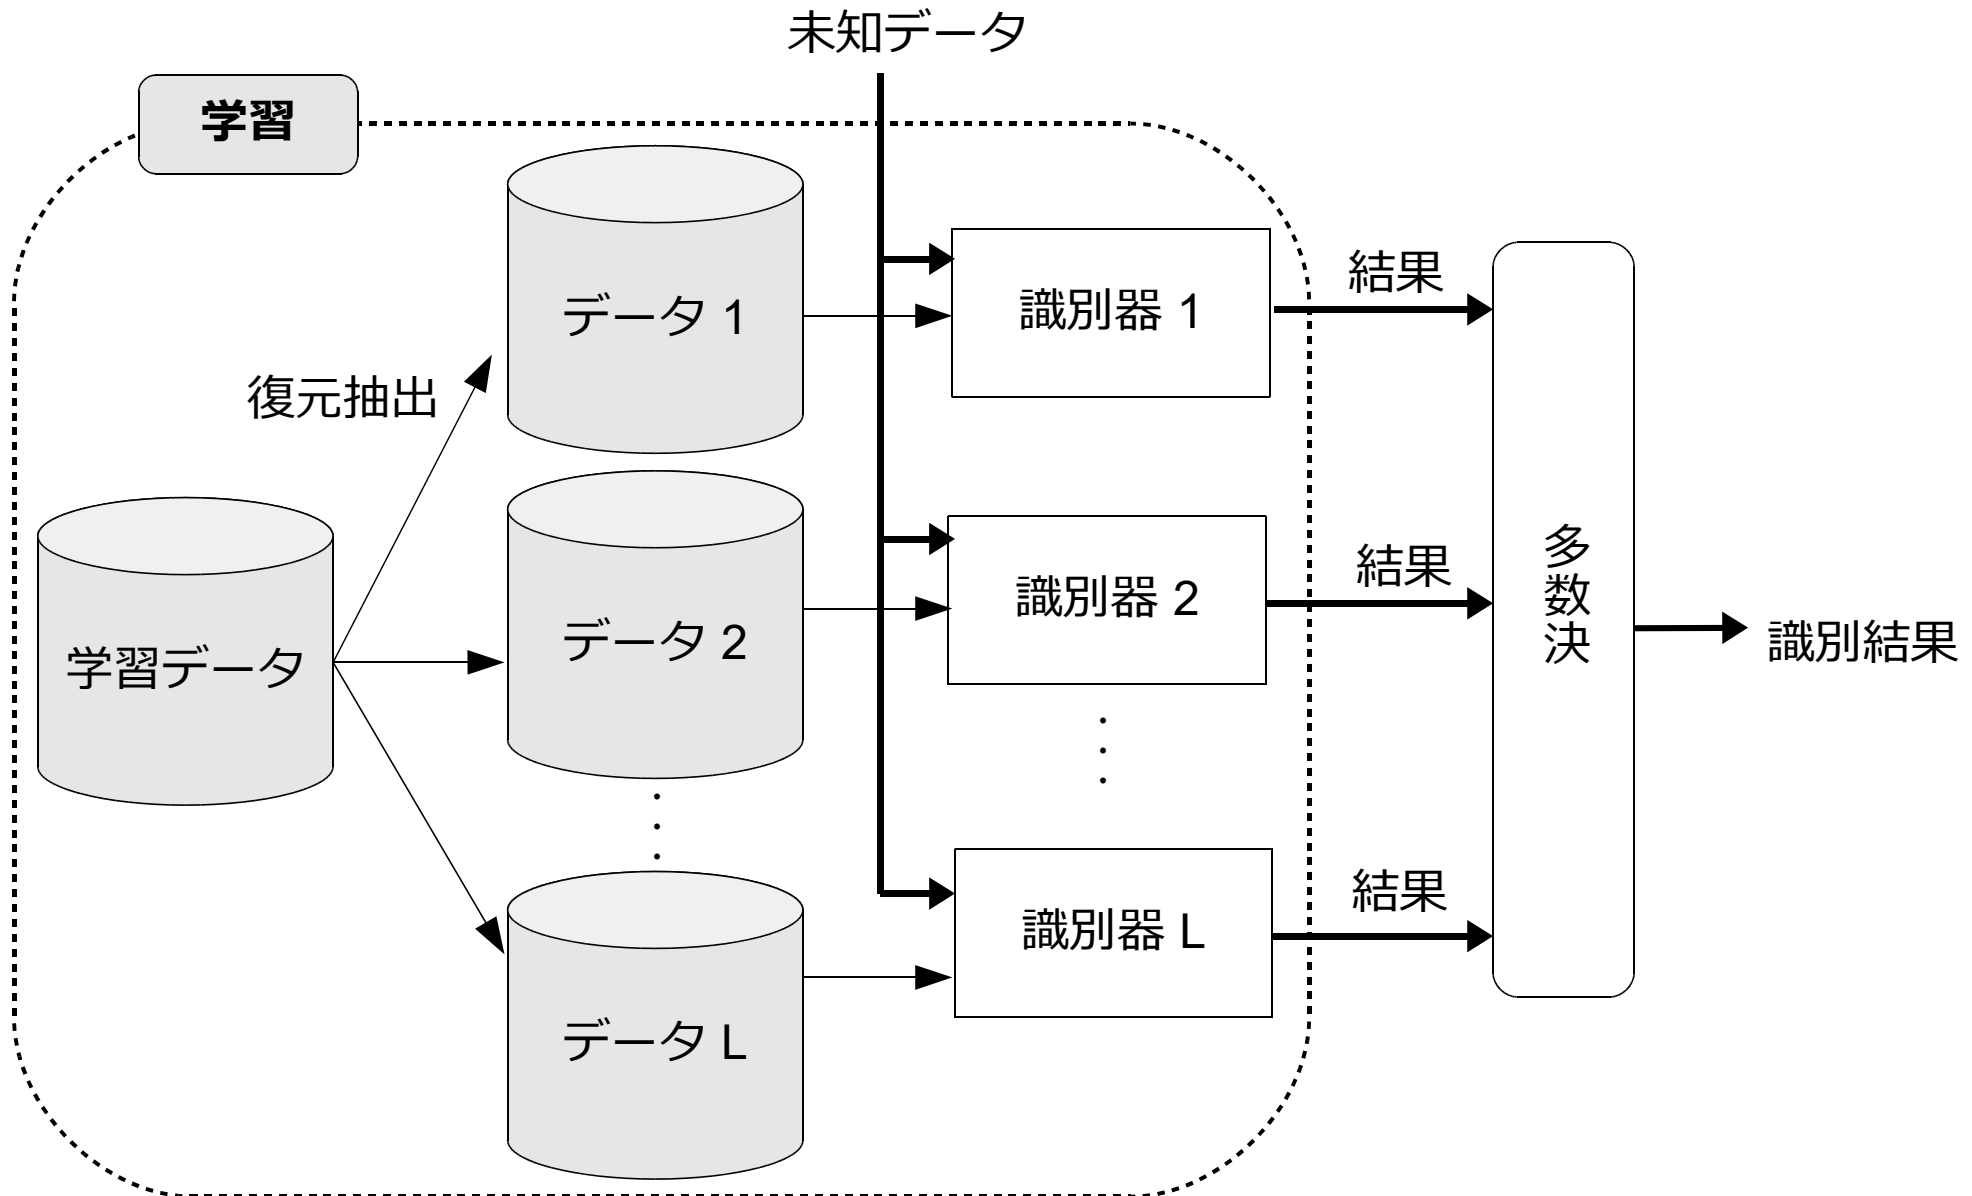 未知データ
学習
データ 1
識別器 1
結果
復元抽出
学習データ
データ 2
識別器 2
結果
多数決
識別結果
データ L
識別器 L
結果